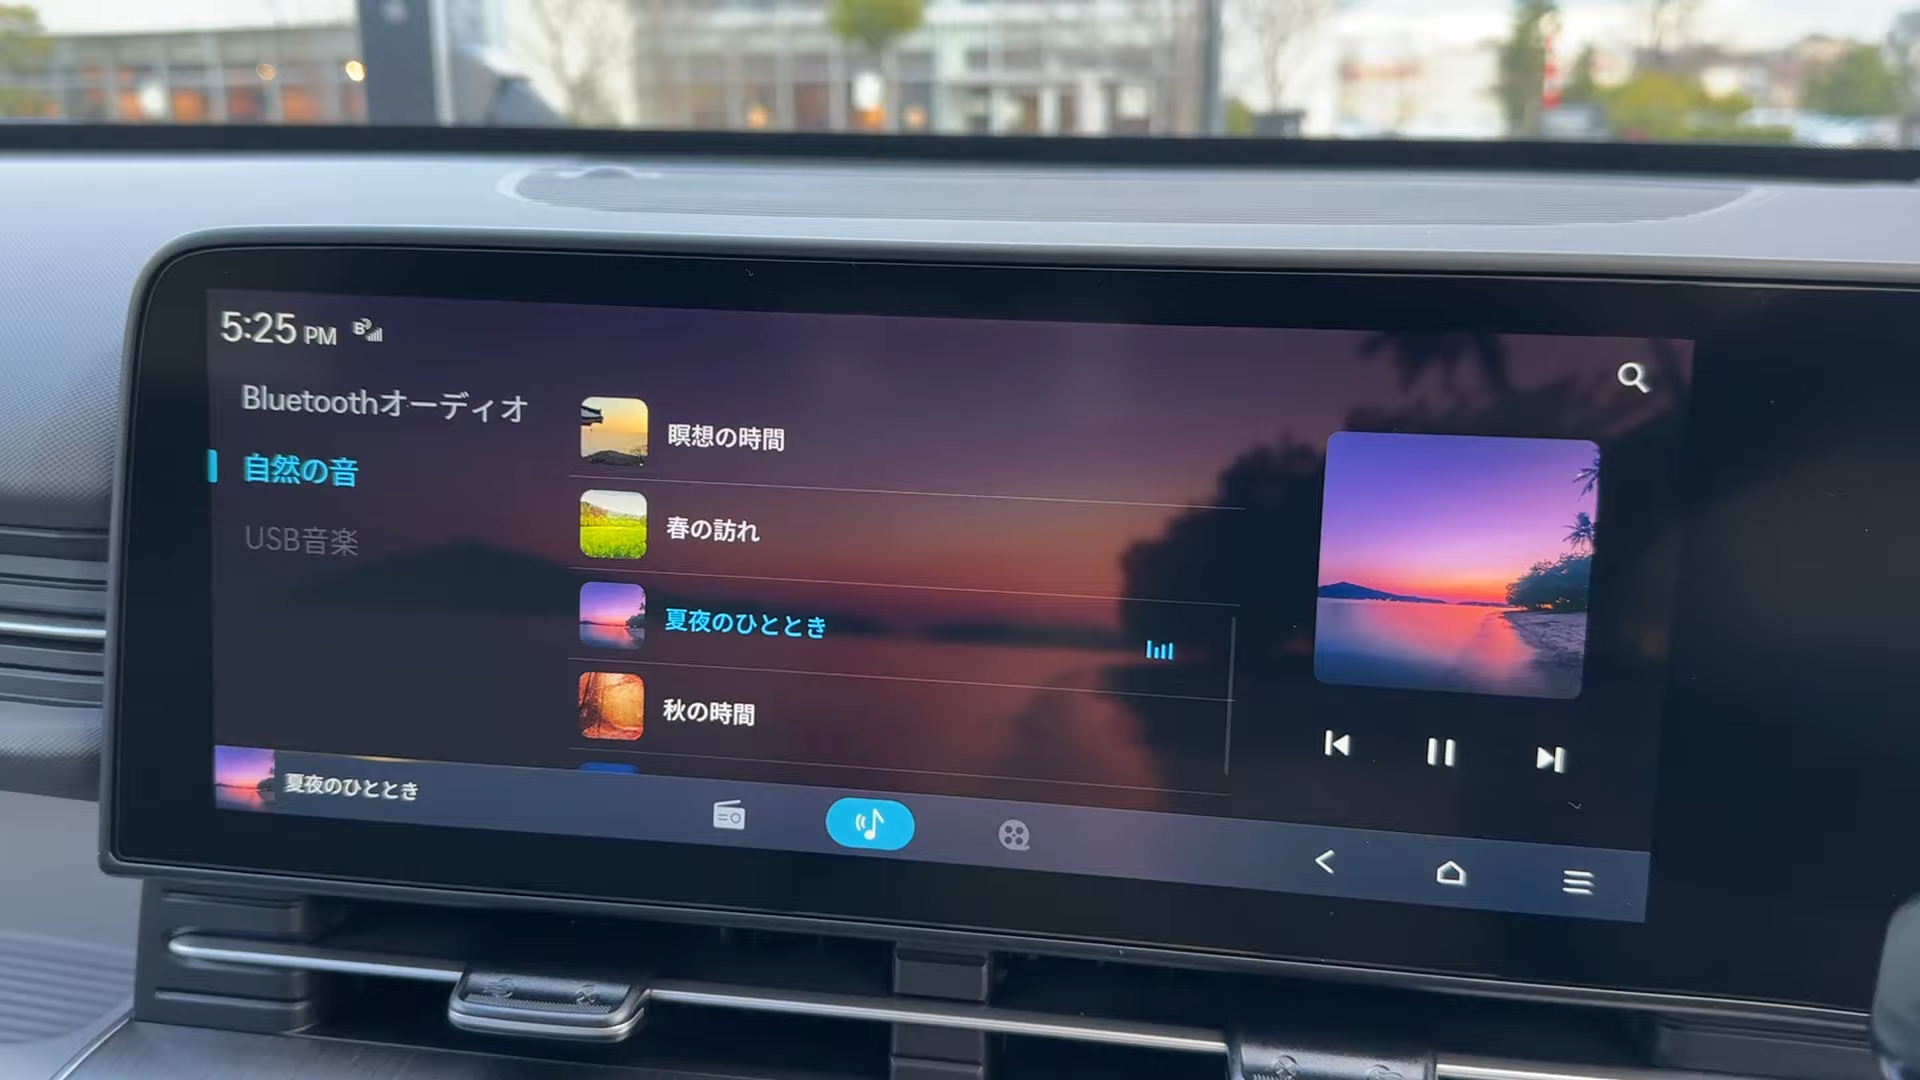 5:25 PM
Bluetoothオーディオ
自然の音
USB音楽
瞑想の時間
春の訪れ
夏夜のひととき
秋の時間
夏夜のひととき